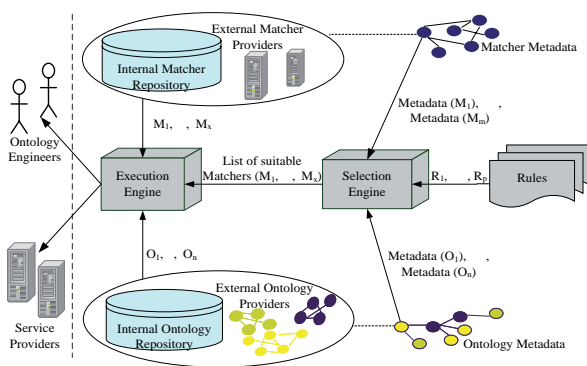 External Matcher
Providers
Internal Matcher
Repository
Matcher Metadata
Ontology
Engineers
M1, , Mx
Metadata (M1), ,
Metadata (Mm)
Execution
Engine
List of suitable
Matchers (M1, , Mx)
Selection
Engine
R1, , Rp
Rules
O1, , On
Metadata (O1), ,
Metadata (On)
External Ontology
Providers
Internal Ontology
Repository
Service
Providers
Ontology Metadata